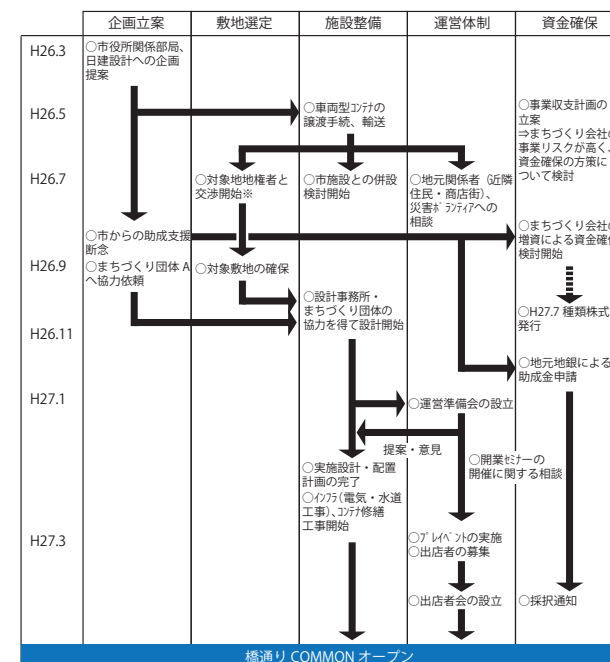 企画立案 敷地選定 施設整備 運営体制 資金確保
H26.3
○市役所関係部局、
日建設計への企画
提案
H26.5
○車両型コンテナの
譲渡手続、輸送
○事業収支計画の
立案
⇒まちづくり会社の
事業リスクが高く、
資金確保の方策に
ついて検討
H26.7
○対象地地権者と
交渉開始※
○市施設との併設
検討開始
○地元関係者（近隣
住民・商店街）、
災害ボランティアへの
相談
○市からの助成支援
断念
○まちづくり会社の
増資による資金確保
検討開始
H26.9
○まちづくり団体 A
へ協力依頼
○対象敷地の確保
○設計事務所・
まちづくり団体の
協力を得て設計開始
○H27.7 種類株式
発行
H26.11
○地元地銀による
助成金申請
H27.1
○運営準備会の設立
提案・意見
○実施設計・配置
計画の完了
○インフラ（電気・水道
工事）、コンテナ修繕
工事開始
○開業セミナーの
開催に関する相談
H27.3
○プレイベントの実施
○出店者の募集
○出店者会の設立
○採択通知
橋通り COMMON オープン